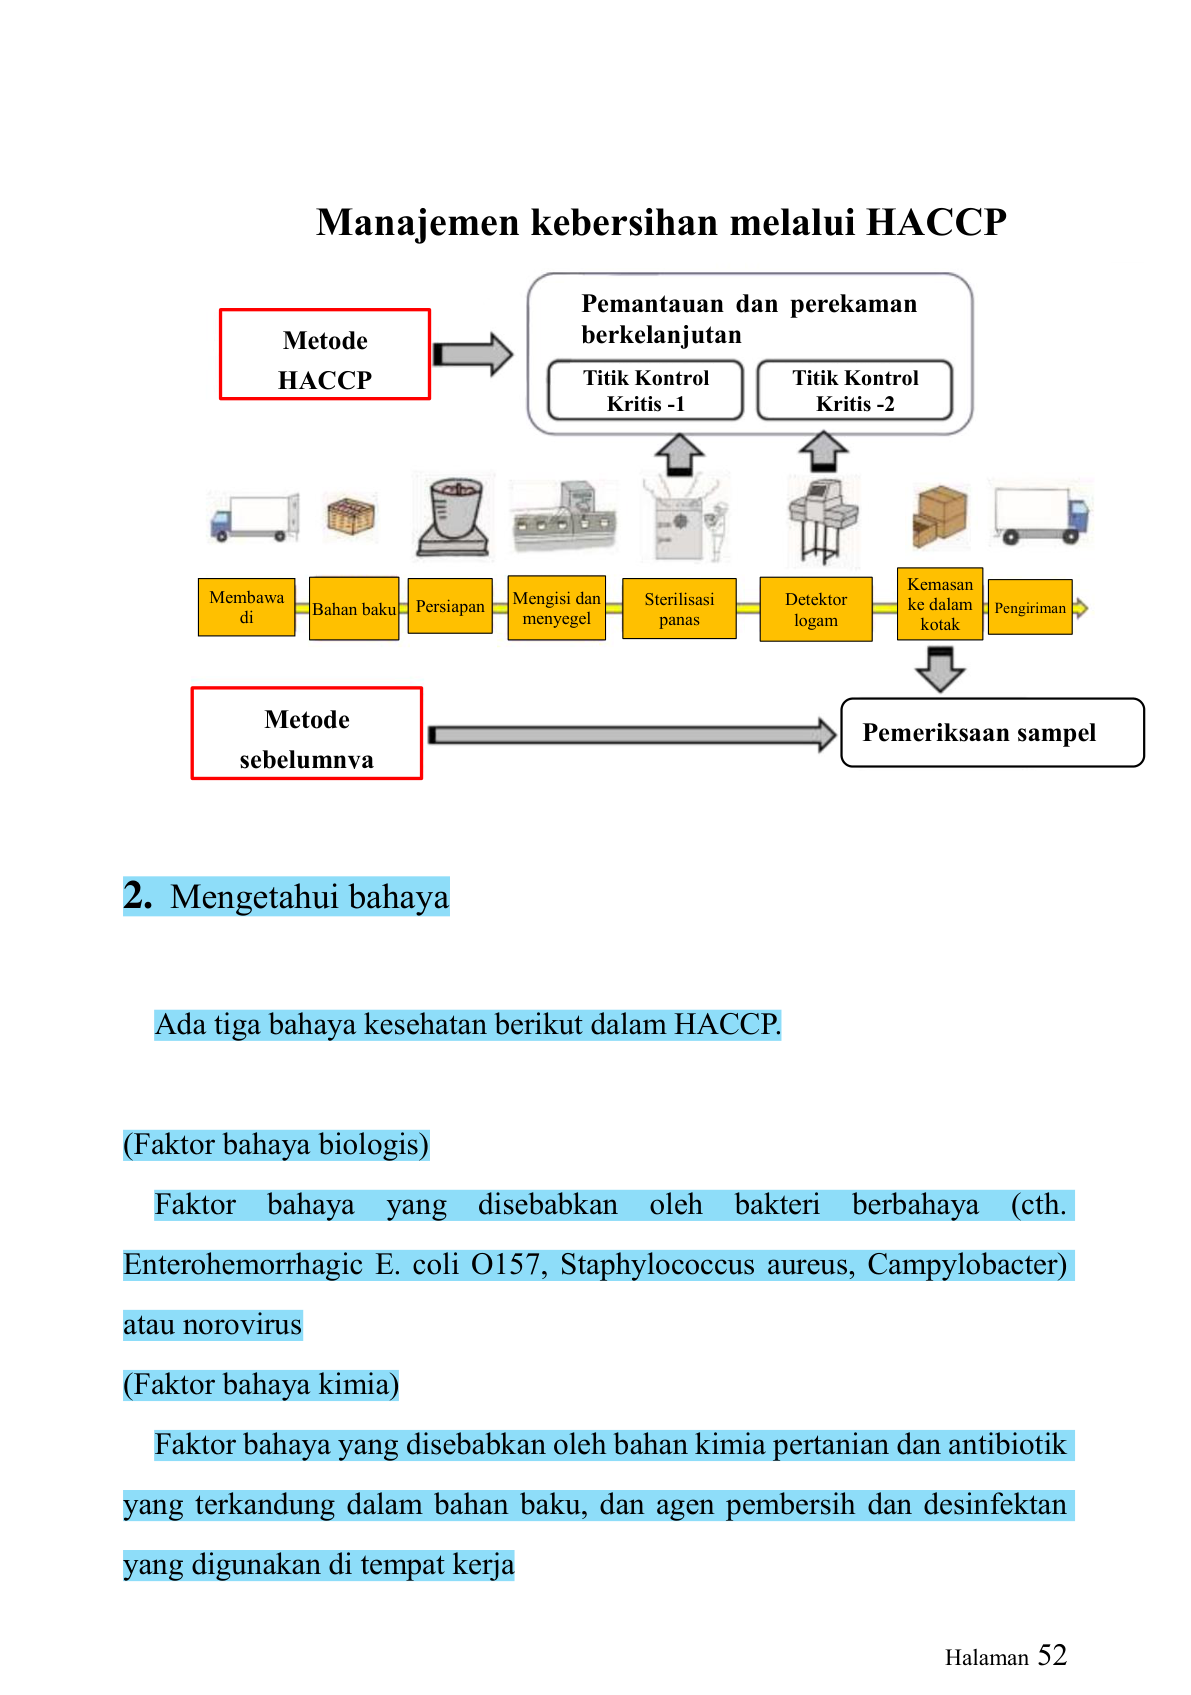 Manajemen kebersihan melalui HACCP
Metode
HACCP
Pemantauan dan perekaman
berkelanjutan
Titik Kontrol
Kritis -1
Titik Kontrol
Kritis -2
Membawa
di
Bahan baku
Persiapan
Mengisi dan
menyegel
Sterilisasi
panas
Detektor
logam
Kemasan
ke dalam
kotak
Pengiriman
Metode
sebelumnya
Pemeriksaan sampel
2. Mengetahui bahaya
Ada tiga bahaya kesehatan berikut dalam HACCP.
(Faktor bahaya biologis)
Faktor bahaya yang disebabkan oleh bakteri berbahaya (cth.
Enterohemorrhagic E. coli O157, Staphylococcus aureus, Campylobacter)
atau norovirus
(Faktor bahaya kimia)
Faktor bahaya yang disebabkan oleh bahan kimia pertanian dan antibiotik
yang terkandung dalam bahan baku, dan agen pembersih dan desinfektan
yang digunakan di tempat kerja
Halaman 52